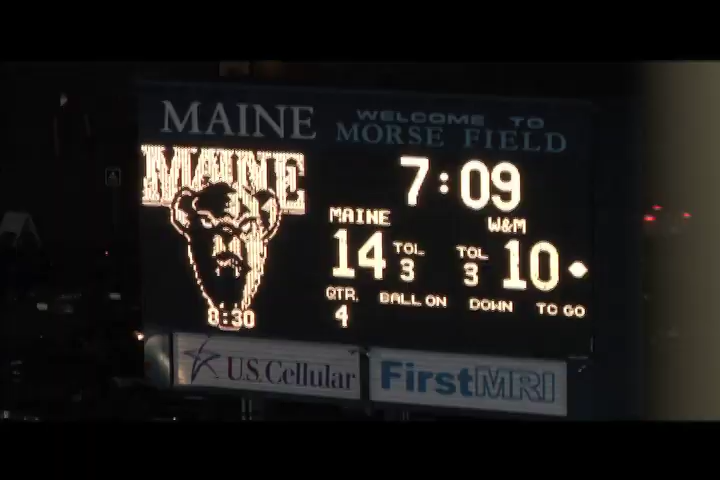 MAINE
WELCOME TO
MORSE FIELD
MAINE
7:09
MAINE
W&M
14
TOL
3
TOL
3
10
QTR.
4
BALL ON
DOWN
TO GO
8:30
U.S. Cellular
FirstMRI